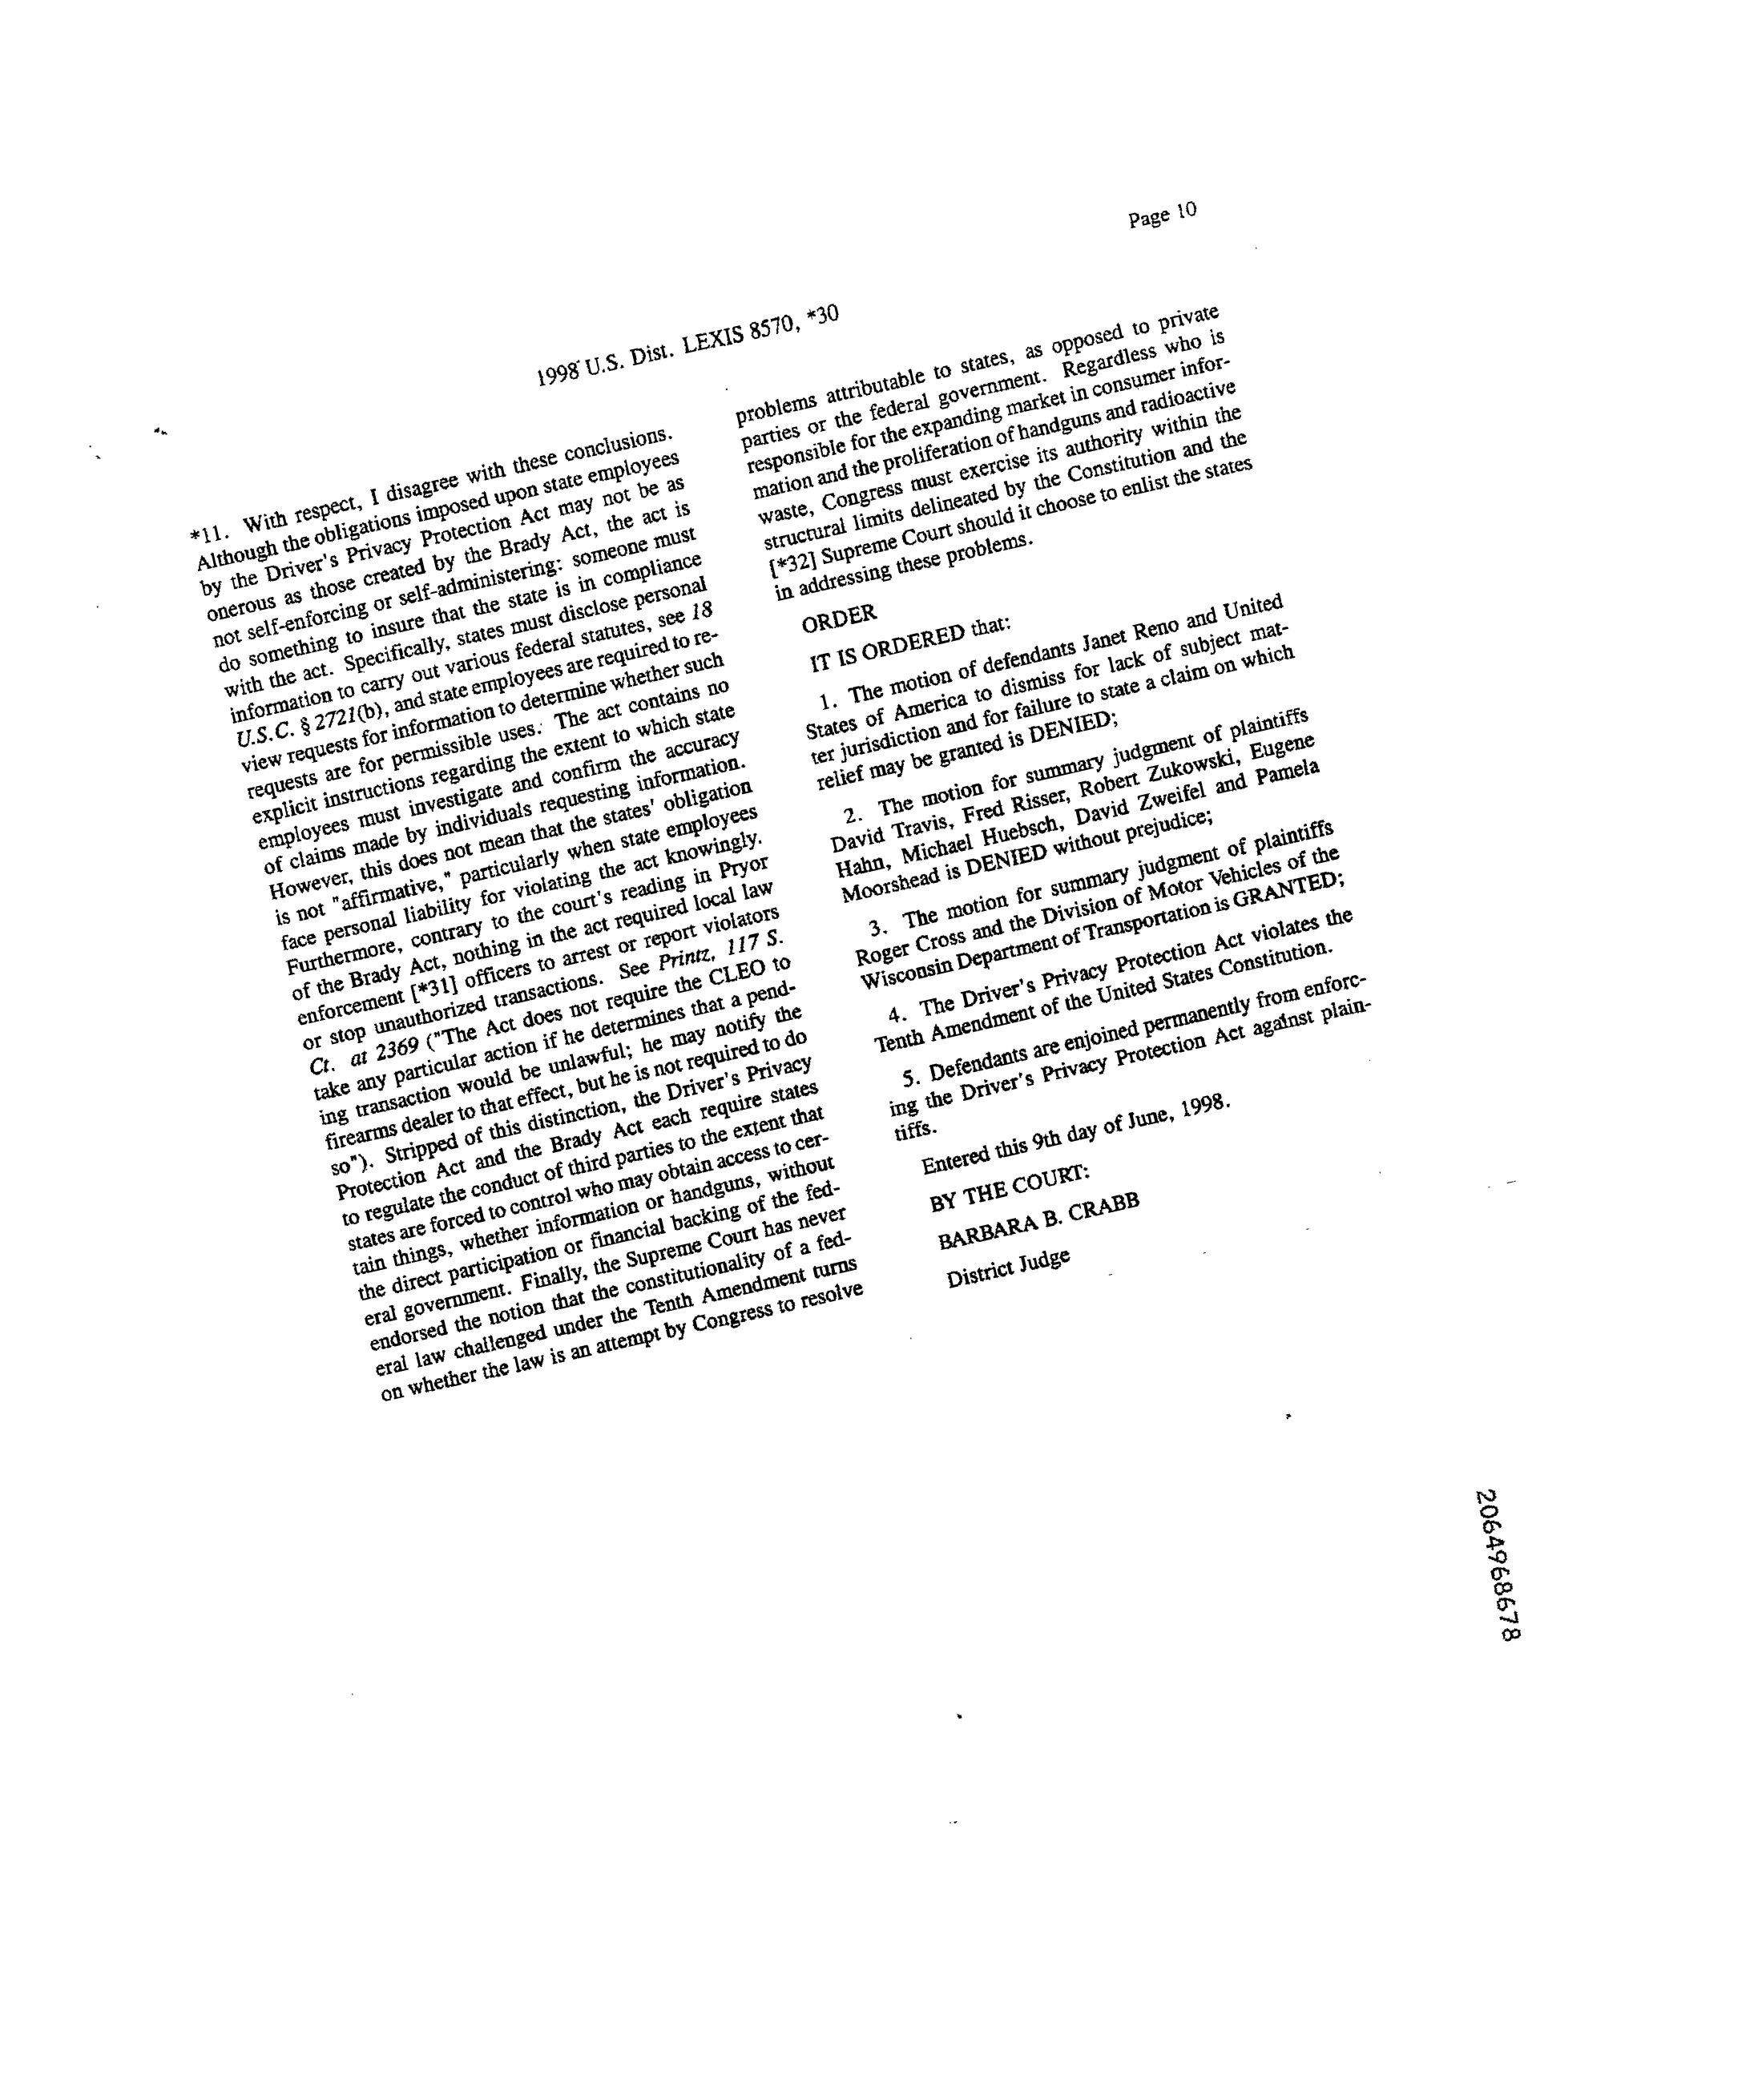 Page 10
1998 U.S. Dist. LEXIS 8570, *30
*11. With respect, I disagree with these conclusions.
Although the obligations imposed upon state employees
by the Driver's Privacy Protection Act may not be as
onerous as those created by the Brady Act, the act is
not self-enforcing or self-administering: someone must
do something to insure that the state is in compliance
with the act. Specifically, states must disclose personal
information to carry out various federal statutes, see 18
U.S.C. § 2721(b), and state employees are required to re-
view requests for information to determine whether such
requests are for permissible uses. The act contains no
explicit instructions regarding the extent to which state
employees must investigate and confirm the accuracy
of claims made by individuals requesting information.
However, this does not mean that the states' obligation
is not "affirmative," particularly when state employees
face personal liability for violating the act knowingly.
Furthermore, contrary to the court's reading in Pryor
of the Brady Act, nothing in the act required local law
enforcement [*31] officers to arrest or report violators
or stop unauthorized transactions. See Printz, 117 S.
Ct. at 2369 ("The Act does not require the CLEO to
take any particular action if he determines that a pend-
ing transaction would be unlawful; he may notify the
firearms dealer to that effect, but he is not required to do
so"). Stripped of this distinction, the Driver's Privacy
Protection Act and the Brady Act each require states
to regulate the conduct of third parties to the extent that
states are forced to control who may obtain access to cer-
tain things, whether information or handguns, without
the direct participation or financial backing of the fed-
eral government. Finally, the Supreme Court has never
endorsed the notion that the constitutionality of a fed-
eral law challenged under the Tenth Amendment turns
on whether the law is an attempt by Congress to resolve
problems attributable to states, as opposed to private
parties or the federal government. Regardless who is
responsible for the expanding market in consumer infor-
mation and the proliferation of handguns and radioactive
waste, Congress must exercise its authority within the
structural limits delineated by the Constitution and the
[*32] Supreme Court should it choose to enlist the states
in addressing these problems.
ORDER
IT IS ORDERED that:
1. The motion of defendants Janet Reno and United
States of America to dismiss for lack of subject mat-
ter jurisdiction and for failure to state a claim on which
relief may be granted is DENIED;
2. The motion for summary judgment of plaintiffs
David Travis, Fred Risser, Robert Zukowski, Eugene
Hahn, Michael Huebsch, David Zweifel and Pamela
Moorshead is DENIED without prejudice;
3. The motion for summary judgment of plaintiffs
Roger Cross and the Division of Motor Vehicles of the
Wisconsin Department of Transportation is GRANTED;
4. The Driver's Privacy Protection Act violates the
Tenth Amendment of the United States Constitution.
5. Defendants are enjoined permanently from enforc-
ing the Driver's Privacy Protection Act against plain-
tiffs.
Entered this 9th day of June, 1998.
BY THE COURT:
BARBARA B. CRABB
District Judge
2064968678